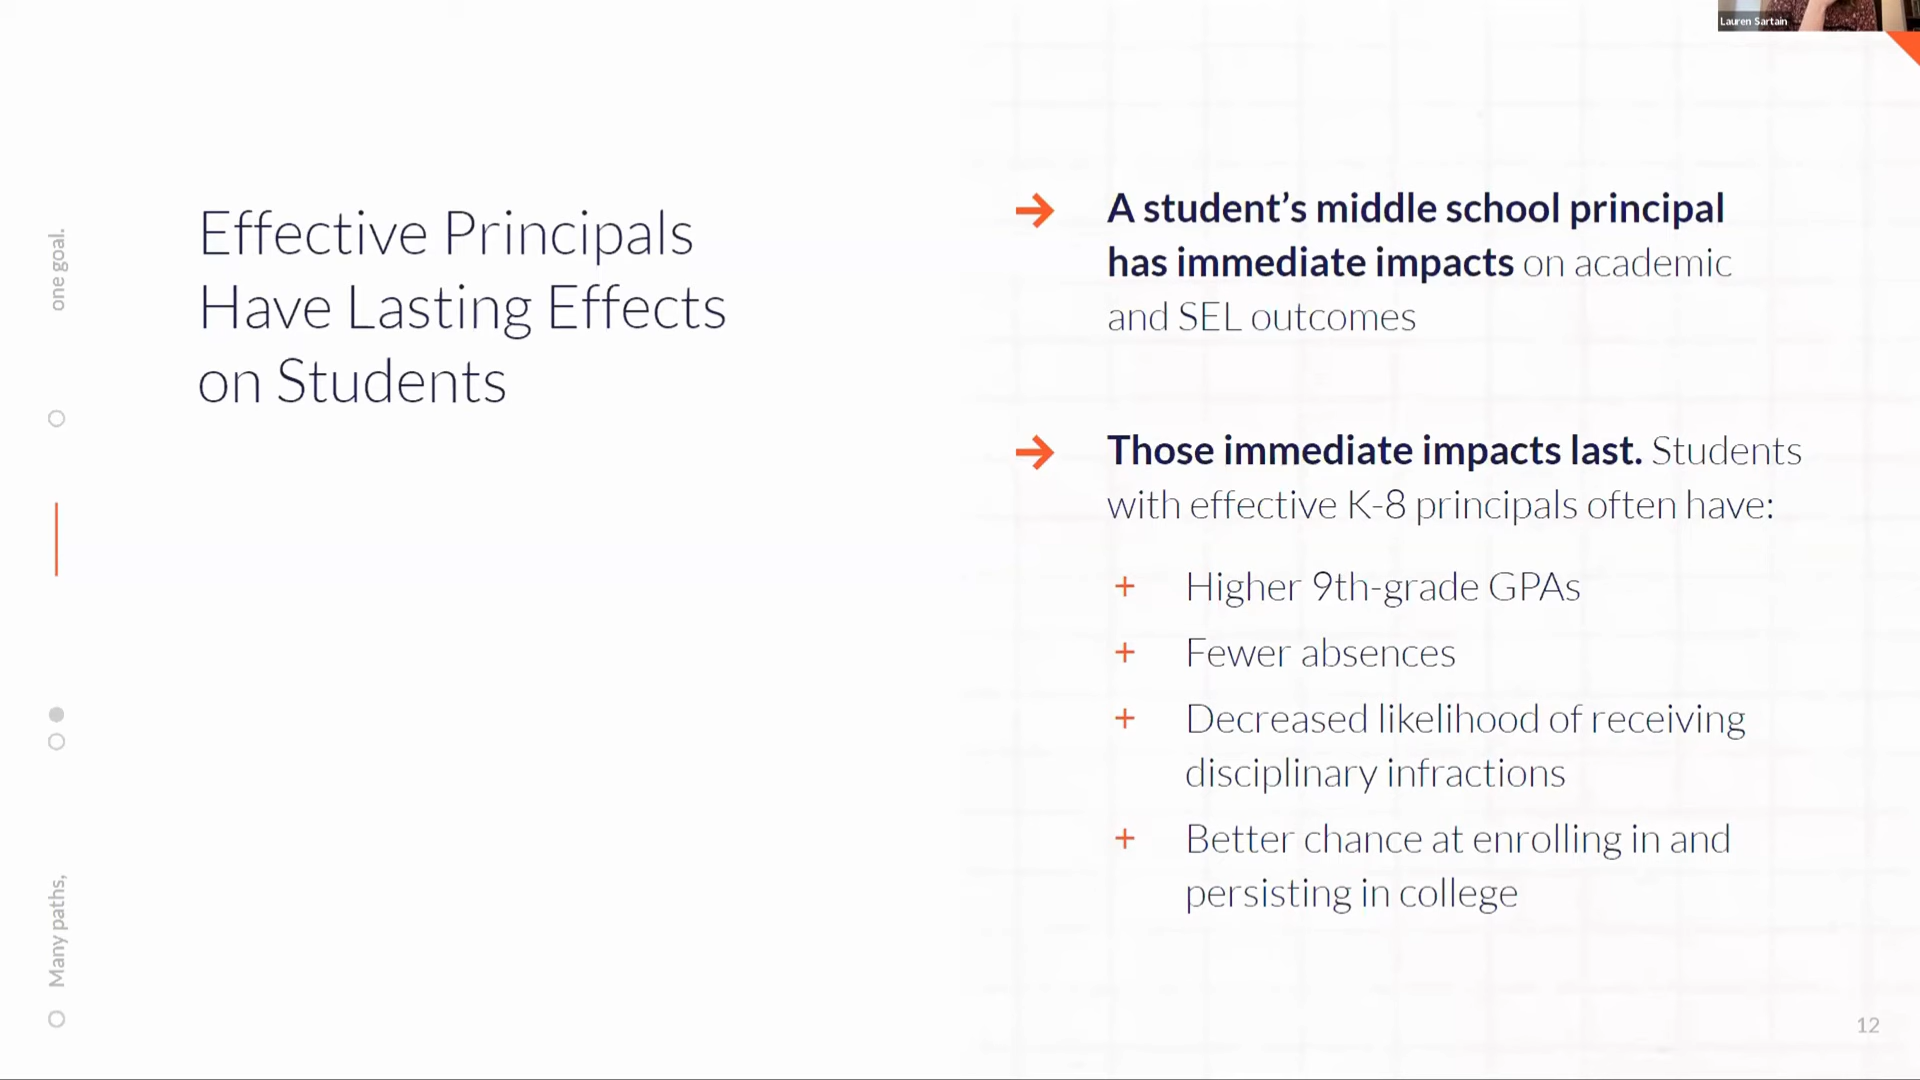 Lauren Sartain
Effective Principals
Have Lasting Effects
on Students
A student’s middle school principal
has immediate impacts on academic
and SEL outcomes
Those immediate impacts last. Students
with effective K-8 principals often have:
+ Higher 9th-grade GPAs
+ Fewer absences
+ Decreased likelihood of receiving
disciplinary infractions
+ Better chance at enrolling in and
persisting in college
Many paths,
one goal.
12